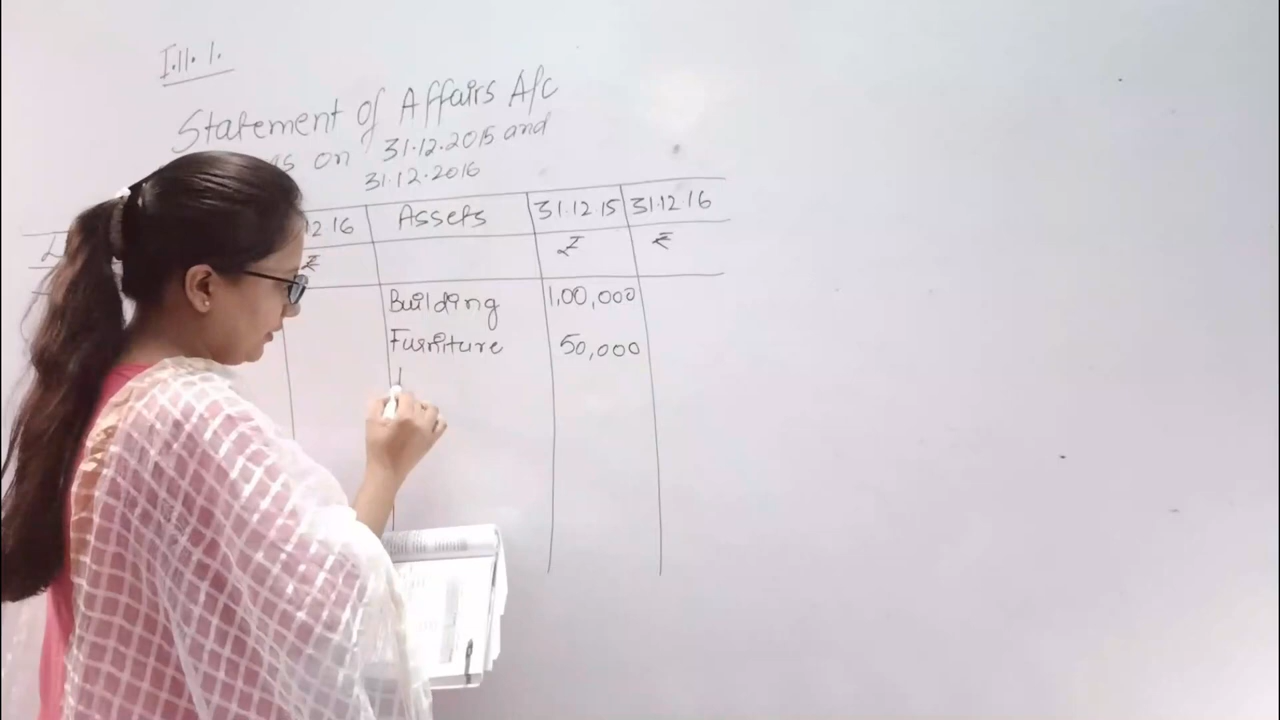 Ill. 1.
Statement of Affairs A/c
as on 31.12.2015 and
31.12.2016
12.16 Assets 31.12.15 31.12.16
₹ ₹ ₹
Building 1,00,000
Furniture 50,000